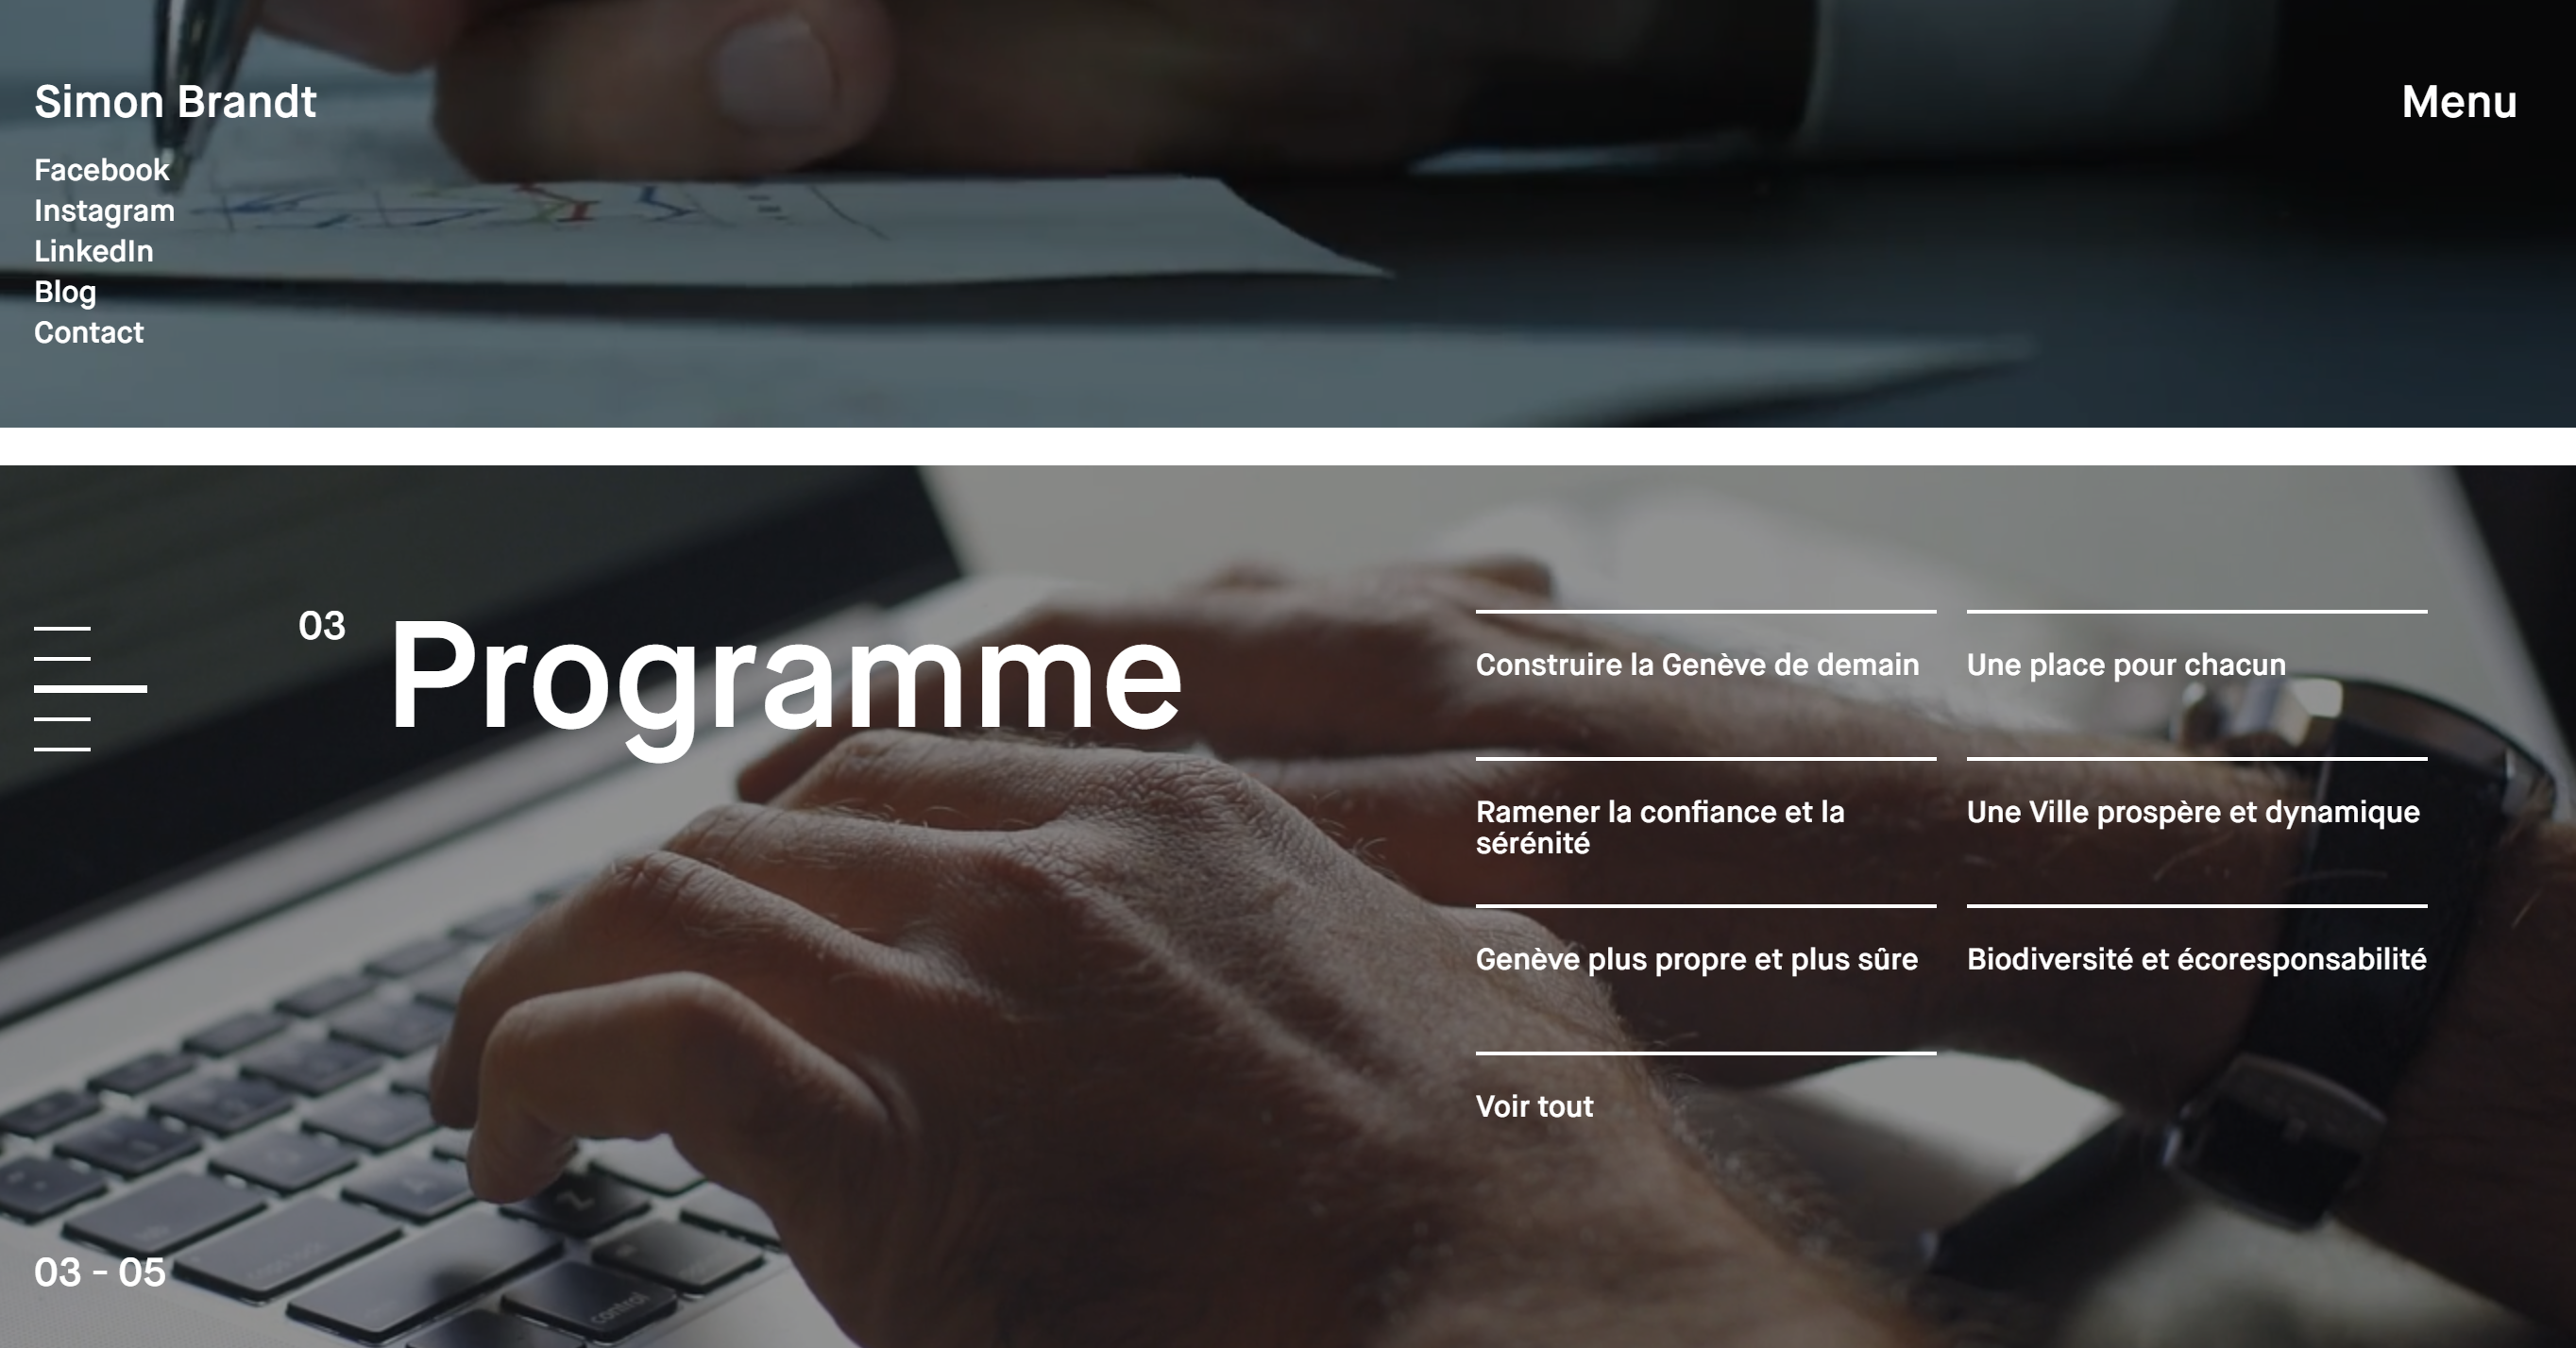 Simon Brandt
Menu
Facebook
Instagram
LinkedIn
Blog
Contact
03
Programme
Construire la Genève de demain
Une place pour chacun
Ramener la confiance et la
sérénité
Une Ville prospère et dynamique
Genève plus propre et plus sûre
Biodiversité et écoresponsabilité
Voir tout
03 - 05
control